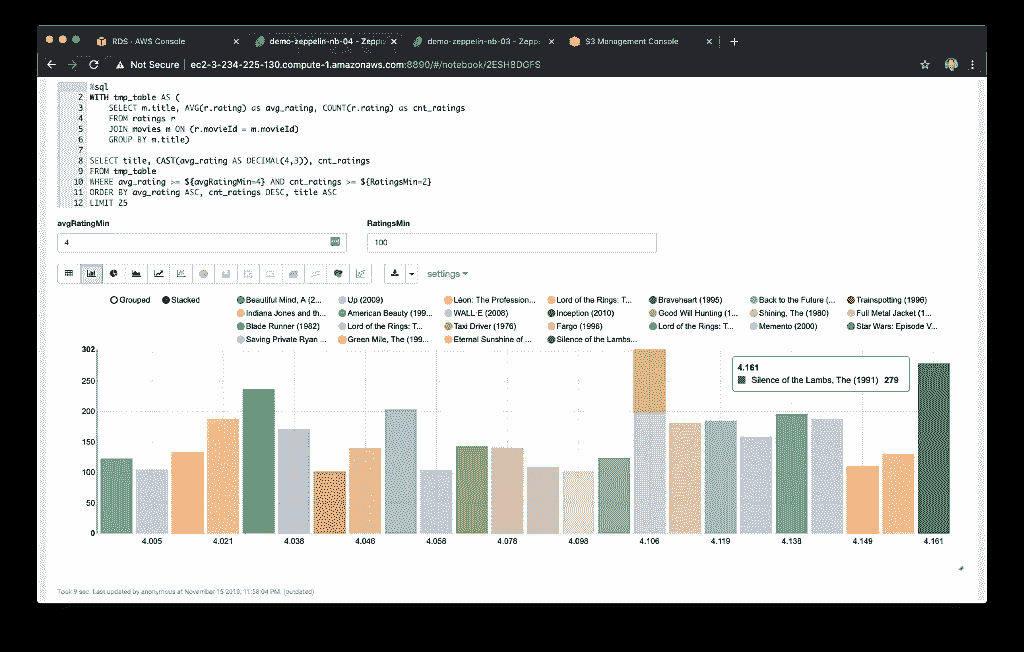 RDS · AWS Console
demo-zeppelin-nb-04 - Zeppe
demo-zeppelin-nb-03 - Zepp
S3 Management Console
Not Secure | ec2-3-234-225-130.compute-1.amazonaws.com:8890/#/notebook/2ESH8DGFS
%sql
2 WITH tmp_table AS (
3 SELECT m.title, AVG(r.rating) as avg_rating, COUNT(r.rating) as cnt_ratings
4 FROM ratings r
5 JOIN movies m ON (r.movieId = m.movieId)
6 GROUP BY m.title)
7
8 SELECT title, CAST(avg_rating AS DECIMAL(4,3)), cnt_ratings
9 FROM tmp_table
10 WHERE avg_rating >= ${avgRatingMin=4} AND cnt_ratings >= ${RatingsMin=2}
11 ORDER BY avg_rating ASC, cnt_ratings DESC, title ASC
12 LIMIT 25
avgRatingMin RatingsMin
4 100
settings
Grouped Stacked Beautiful Mind, A (2... Up (2009) Léon: The Profession... Lord of the Rings: T... Braveheart (1995) Back to the Future (... Trainspotting (1996)
Indiana Jones and th... American Beauty (199... WALL·E (2008) Inception (2010) Good Will Hunting (1... Shining, The (1980) Full Metal Jacket (1...
Blade Runner (1982) Lord of the Rings: T... Taxi Driver (1976) Fargo (1996) Lord of the Rings: T... Memento (2000) Star Wars: Episode V...
Saving Private Ryan ... Green Mile, The (199... Eternal Sunshine of ... Silence of the Lambs...
302
250
200
150
100
50
0
4.161
Silence of the Lambs, The (1991) 279
4.005 4.021 4.038 4.046 4.058 4.078 4.098 4.106 4.119 4.138 4.149 4.161
Took 9 sec. Last updated by anonymous at November 15 2019, 11:58:04 PM. (outdated)